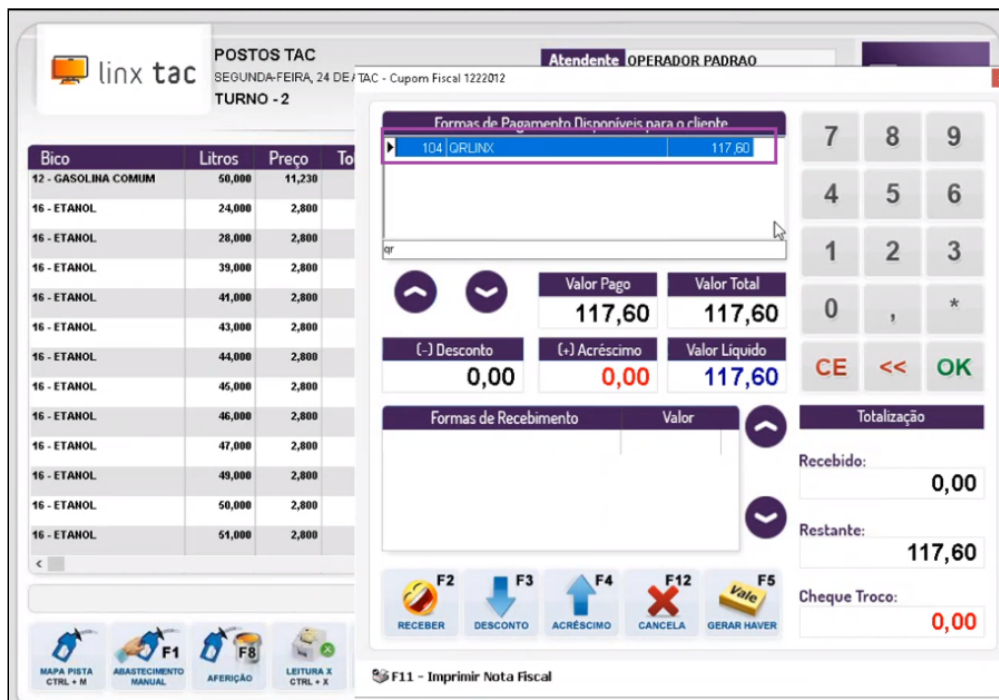 linx tac
POSTOS TAC
SEGUNDA-FEIRA, 24 DE
TURNO - 2
Atendente OPERADOR PADRAO
TAC - Cupom Fiscal 1222012
Bico Litros Preço To
12 - GASOLINA COMUM 50,000 11,230
16 - ETANOL 24,000 2,800
16 - ETANOL 28,000 2,800
16 - ETANOL 39,000 2,800
16 - ETANOL 41,000 2,800
16 - ETANOL 43,000 2,800
16 - ETANOL 44,000 2,800
16 - ETANOL 45,000 2,800
16 - ETANOL 46,000 2,800
16 - ETANOL 47,000 2,800
16 - ETANOL 49,000 2,800
16 - ETANOL 50,000 2,800
16 - ETANOL 51,000 2,800
MAPA PISTA CTRL + M
F1 ABASTECIMENTO MANUAL
F8 AFERIÇÃO
LEITURA X CTRL + X
Formas de Pagamento Disponíveis para o cliente
104 QRLINX 117,60
qr
Valor Pago Valor Total
117,60 117,60
(-) Desconto (+) Acréscimo Valor Líquido
0,00 0,00 117,60
Formas de Recebimento Valor
F2 RECEBER
F3 DESCONTO
F4 ACRÉSCIMO
F12 CANCELA
Vale F5 GERAR HAVER
F11 - Imprimir Nota Fiscal
7 8 9
4 5 6
1 2 3
0 , *
CE << OK
Totalização
Recebido:
0,00
Restante:
117,60
Cheque Troco:
0,00